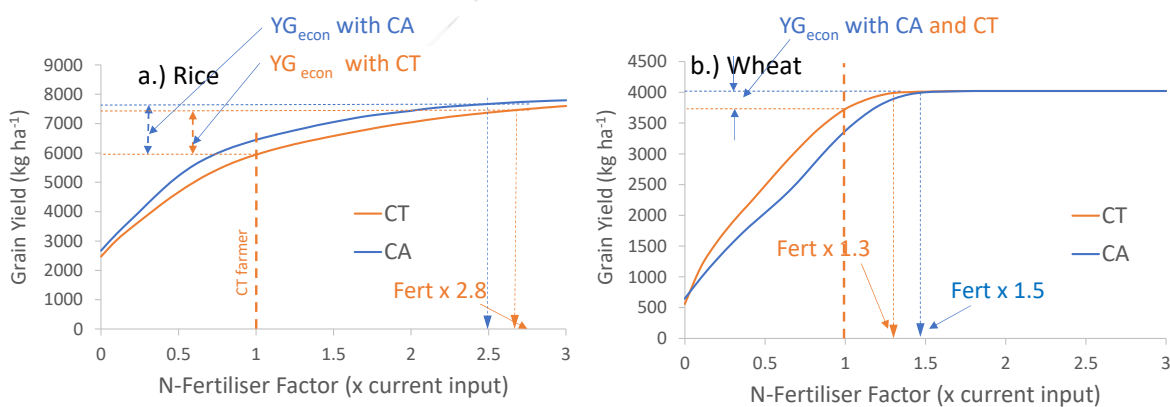 YGecon with CA
YG econ with CT
a.) Rice
Grain Yield (kg ha-1)
9000
8000
7000
6000
5000
4000
3000
2000
1000
0
CT farmer
CT
CA
Fert x 2.8
0 0.5 1 1.5 2 2.5 3
N-Fertiliser Factor (x current input)
YGecon with CA and CT
b.) Wheat
Grain Yield (kg ha-1)
4500
4000
3500
3000
2500
2000
1500
1000
500
0
CT
CA
Fert x 1.3
Fert x 1.5
0 0.5 1 1.5 2 2.5 3
N-Fertiliser Factor (x current input)